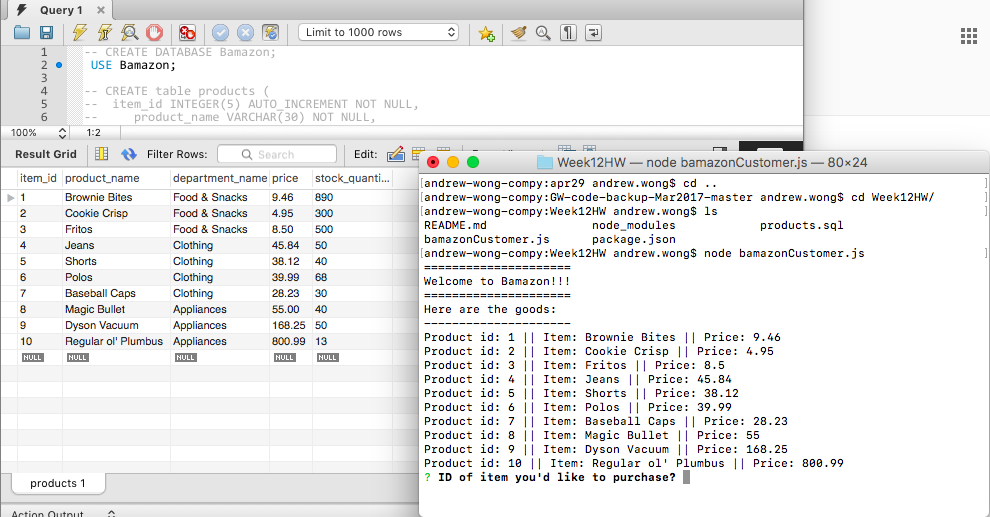 Query 1
Limit to 1000 rows
1 -- CREATE DATABASE Bamazon;
2 USE Bamazon;
3
4 -- CREATE table products (
5 --  item_id INTEGER(5) AUTO_INCREMENT NOT NULL,
6 --     product_name VARCHAR(30) NOT NULL,
100% 1:2
Result Grid Filter Rows: Search Edit:
item_id product_name department_name price stock_quanti...
1 Brownie Bites Food & Snacks 9.46 890
2 Cookie Crisp Food & Snacks 4.95 300
3 Fritos Food & Snacks 8.50 500
4 Jeans Clothing 45.84 50
5 Shorts Clothing 38.12 40
6 Polos Clothing 39.99 68
7 Baseball Caps Clothing 28.23 30
8 Magic Bullet Appliances 55.00 40
9 Dyson Vacuum Appliances 168.25 50
10 Regular ol' Plumbus Appliances 800.99 13
NULL NULL NULL NULL NULL
products 1
Action Output
Week12HW — node bamazonCustomer.js — 80×24
[andrew-wong-compy:apr29 andrew.wong$ cd .. ]
[andrew-wong-compy:GW-code-backup-Mar2017-master andrew.wong$ cd Week12HW/ ]
[andrew-wong-compy:Week12HW andrew.wong$ ls ]
README.md node_modules products.sql
bamazonCustomer.js package.json
[andrew-wong-compy:Week12HW andrew.wong$ node bamazonCustomer.js ]
=====================
Welcome to Bamazon!!!
=====================
Here are the goods:
---------------------
Product id: 1 || Item: Brownie Bites || Price: 9.46
Product id: 2 || Item: Cookie Crisp || Price: 4.95
Product id: 3 || Item: Fritos || Price: 8.5
Product id: 4 || Item: Jeans || Price: 45.84
Product id: 5 || Item: Shorts || Price: 38.12
Product id: 6 || Item: Polos || Price: 39.99
Product id: 7 || Item: Baseball Caps || Price: 28.23
Product id: 8 || Item: Magic Bullet || Price: 55
Product id: 9 || Item: Dyson Vacuum || Price: 168.25
Product id: 10 || Item: Regular ol' Plumbus || Price: 800.99
? ID of item you'd like to purchase?